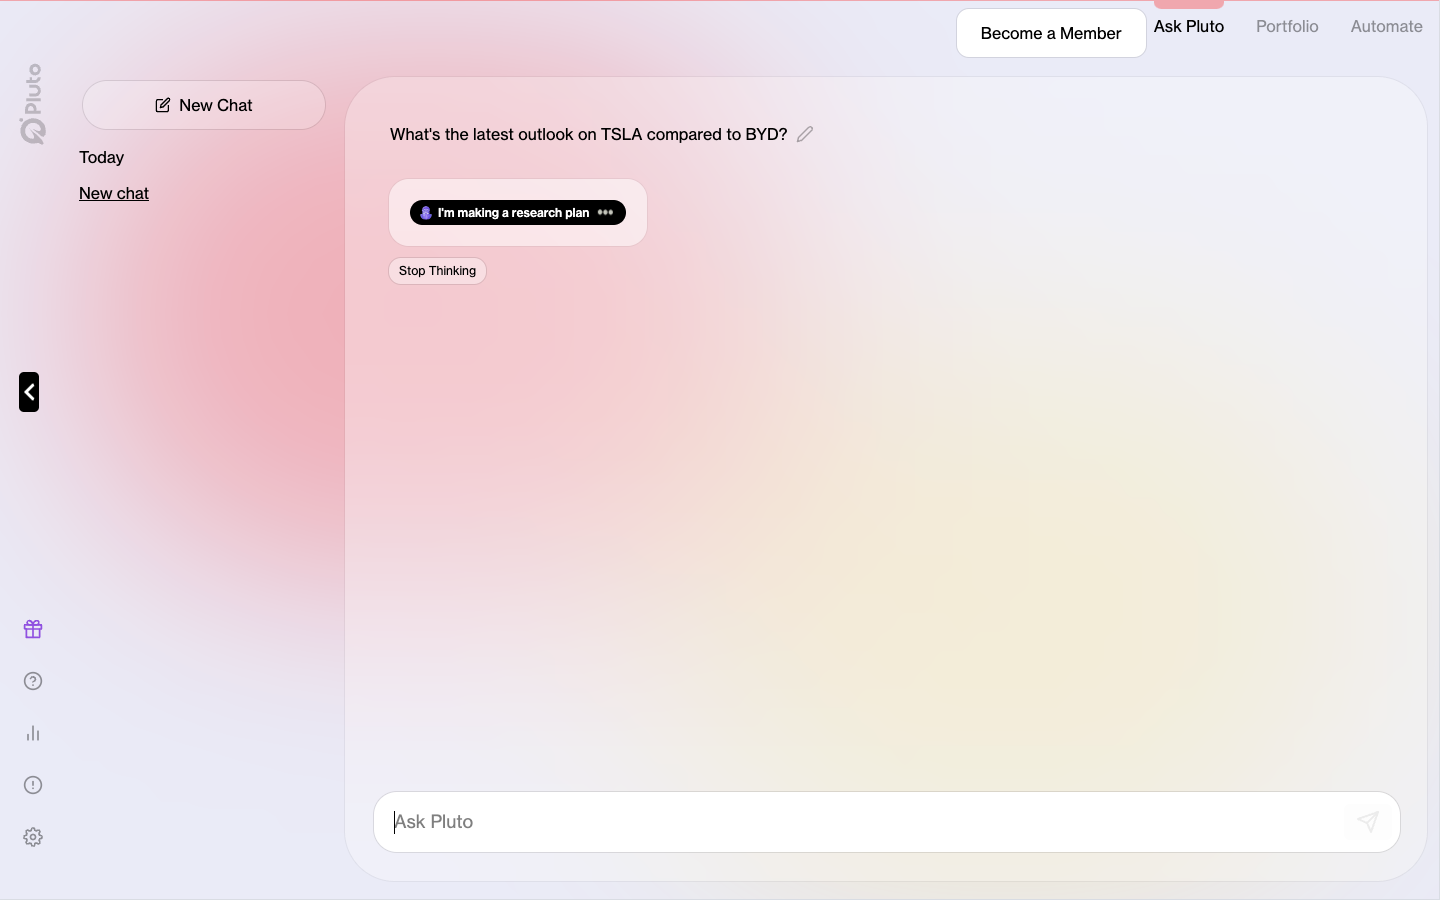 Become a Member
Ask Pluto
Portfolio
Automate
Pluto
New Chat
Today
New chat
What's the latest outlook on TSLA compared to BYD?
I'm making a research plan
Stop Thinking
Ask Pluto